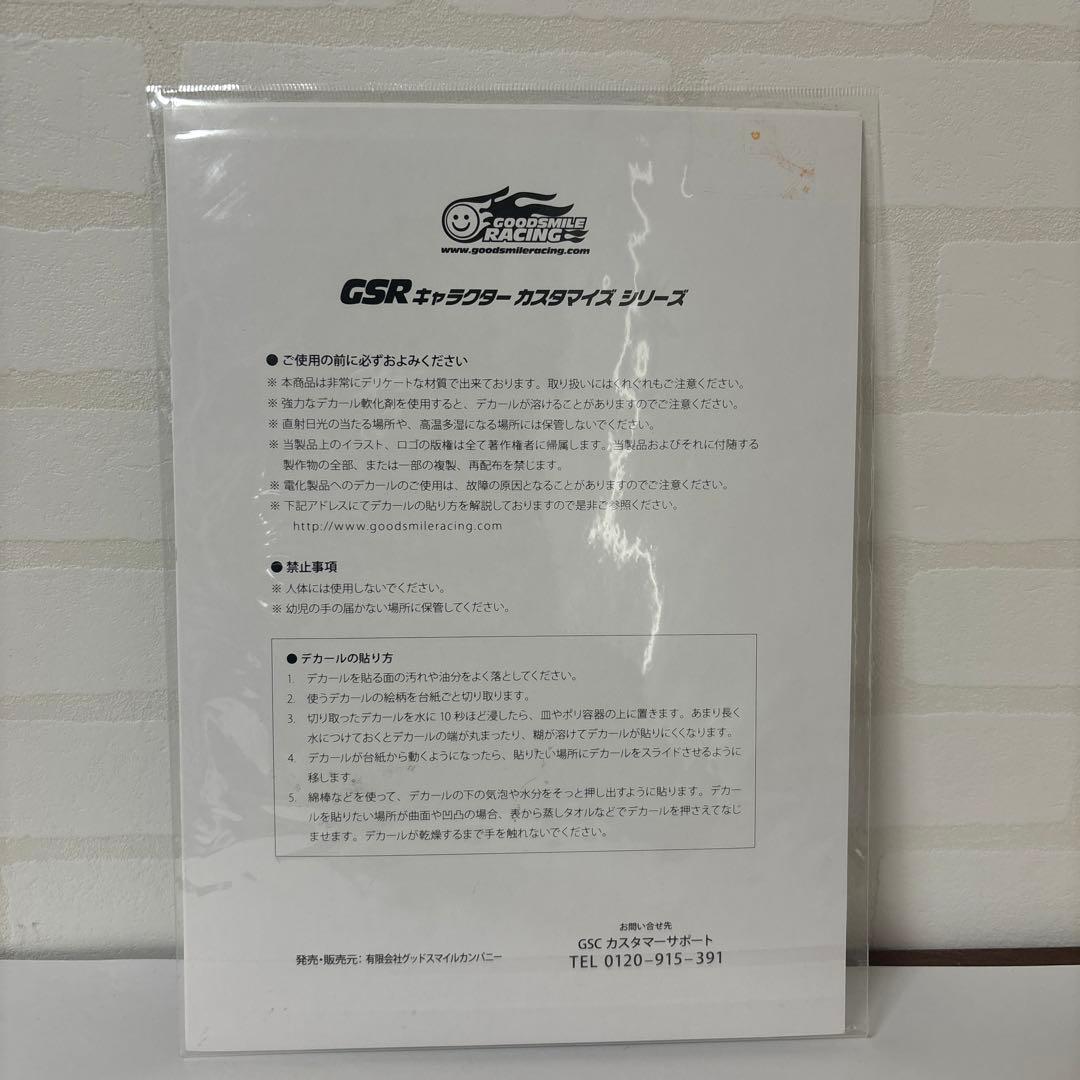 GOODSMILE
RACING
www.goodsmileracing.com
GSR キャラクター カスタマイズ シリーズ
● ご使用の前に必ずおよみください
※ 本商品は非常にデリケートな材質で出来ております。取り扱いにはくれぐれもご注意ください。
※ 強力なデカール軟化剤を使用すると、デカールが溶けることがありますのでご注意ください。
※ 直射日光の当たる場所や、高温多湿になる場所には保管しないでください。
※ 当製品上のイラスト、ロゴの版権は全て著作権者に帰属します。当製品およびそれに付随する
製作物の全部、または一部の複製、再配布を禁じます。
※ 電化製品へのデカールのご使用は、故障の原因となることがありますのでご注意ください。
※ 下記アドレスにてデカールの貼り方を解説しておりますので是非ご参照ください。
http://www.goodsmileracing.com
● 禁止事項
※ 人体には使用しないでください。
※ 幼児の手の届かない場所に保管してください。
● デカールの貼り方
1. デカールを貼る面の汚れや油分をよく落としてください。
2. 使うデカールの絵柄を台紙ごと切り取ります。
3. 切り取ったデカールを水に 10 秒ほど浸したら、皿やポリ容器の上に置きます。あまり長く
水につけておくとデカールの端が丸まったり、糊が溶けてデカールが貼りにくくなります。
4. デカールが台紙から動くようになったら、貼りたい場所にデカールをスライドさせるように
移します。
5. 綿棒などを使って、デカールの下の気泡や水分をそっと押し出すように貼ります。デカー
ルを貼りたい場所が曲面や凹凸の場合、表から蒸しタオルなどでデカールを押さえてなじ
ませます。デカールが乾燥するまで手を触れないでください。
お問い合せ先
GSC カスタマーサポート
TEL 0120-915-391
発売・販売元：有限会社グッドスマイルカンパニー